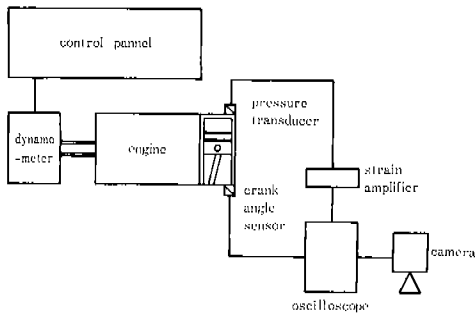 control pannel
pressure
transducer
dynamo
-meter
engine
strain
amplifier
crank
angle
sensor
camera
oscilloscope